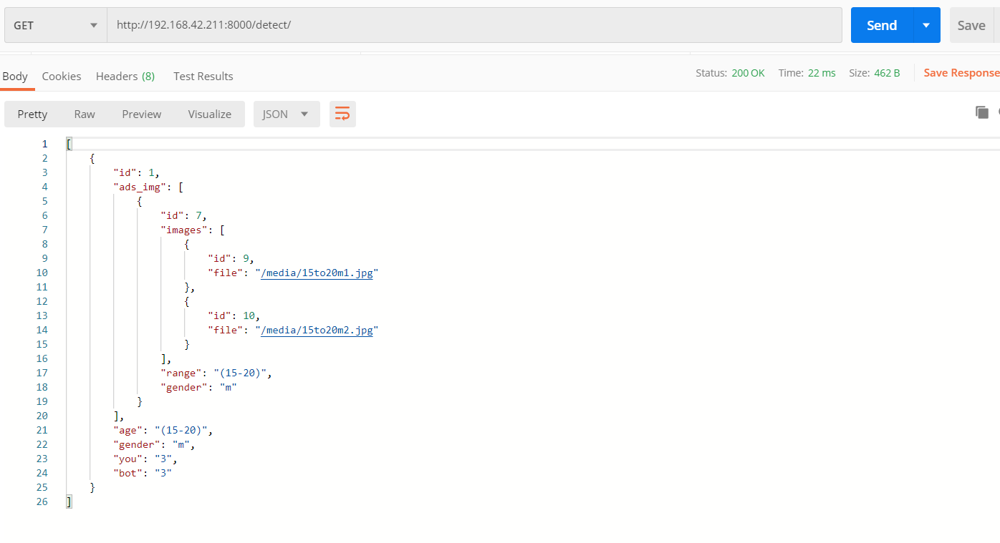 GET http://192.168.42.211:8000/detect/ Send Save
Body Cookies Headers (8) Test Results Status: 200 OK Time: 22 ms Size: 462 B Save Response
Pretty Raw Preview Visualize JSON
1 [
2 {
3 "id": 1,
4 "ads_img": [
5 {
6 "id": 7,
7 "images": [
8 {
9 "id": 9,
10 "file": "/media/15to20m1.jpg"
11 },
12 {
13 "id": 10,
14 "file": "/media/15to20m2.jpg"
15 }
16 ],
17 "range": "(15-20)",
18 "gender": "m"
19 }
20 ],
21 "age": "(15-20)",
22 "gender": "m",
23 "you": "3",
24 "bot": "3"
25 }
26 ]